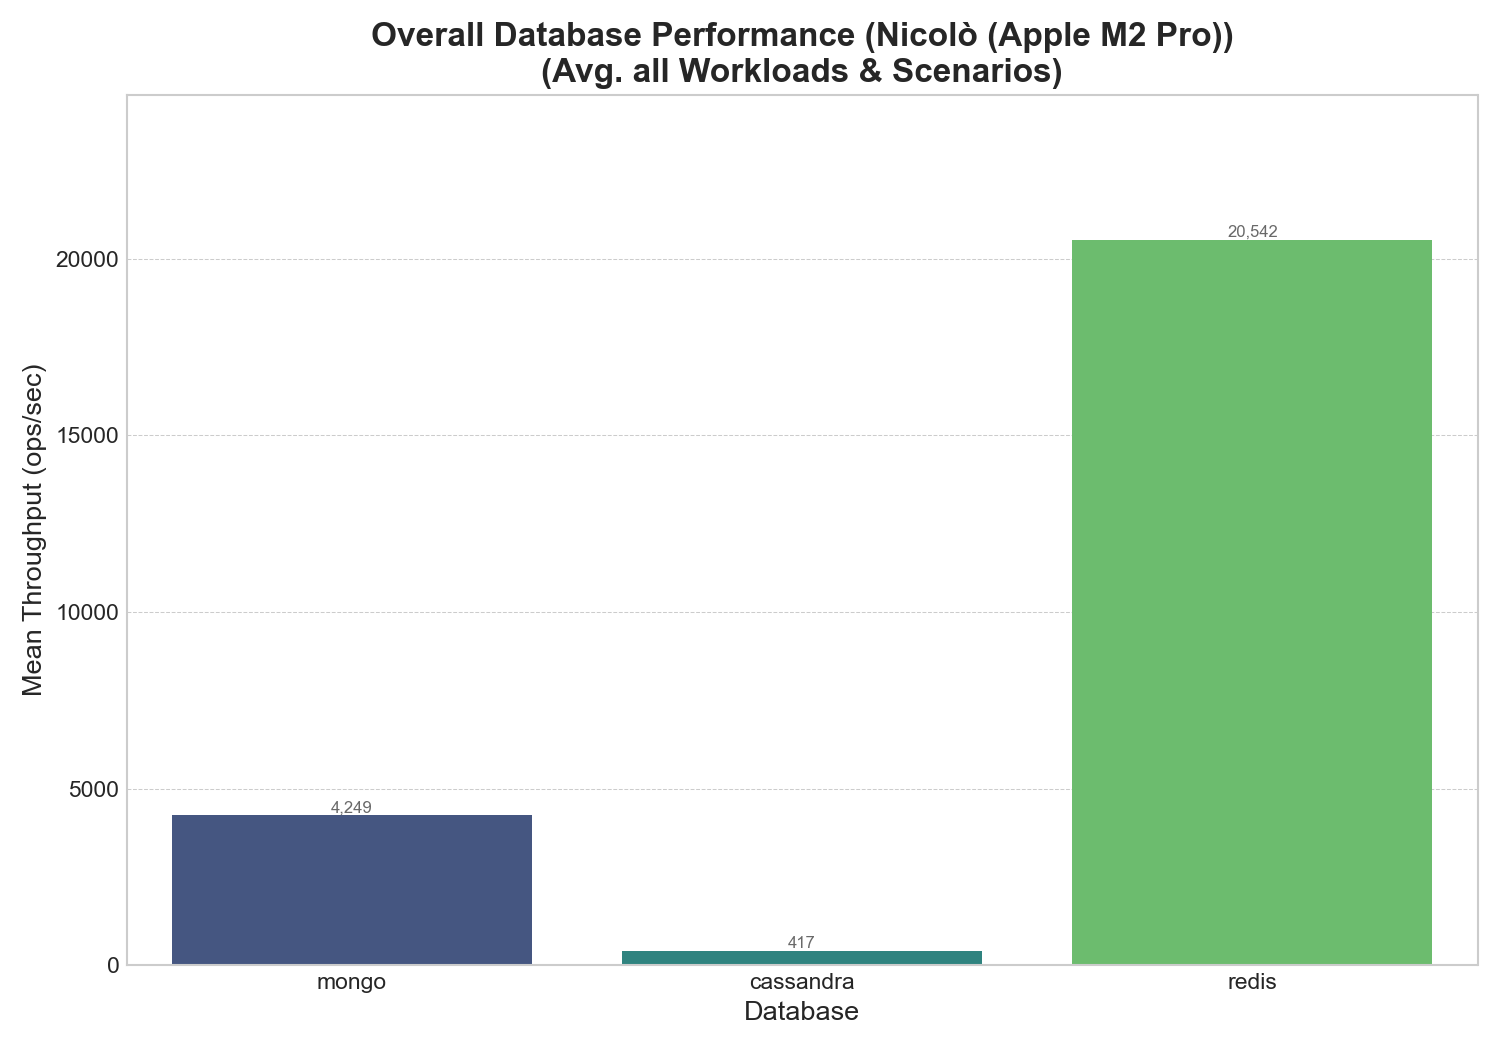 Overall Database Performance (Nicolò (Apple M2 Pro))
(Avg. all Workloads & Scenarios)
Mean Throughput (ops/sec)
20000
15000
10000
5000
0
4,249
417
20,542
mongo
cassandra
redis
Database